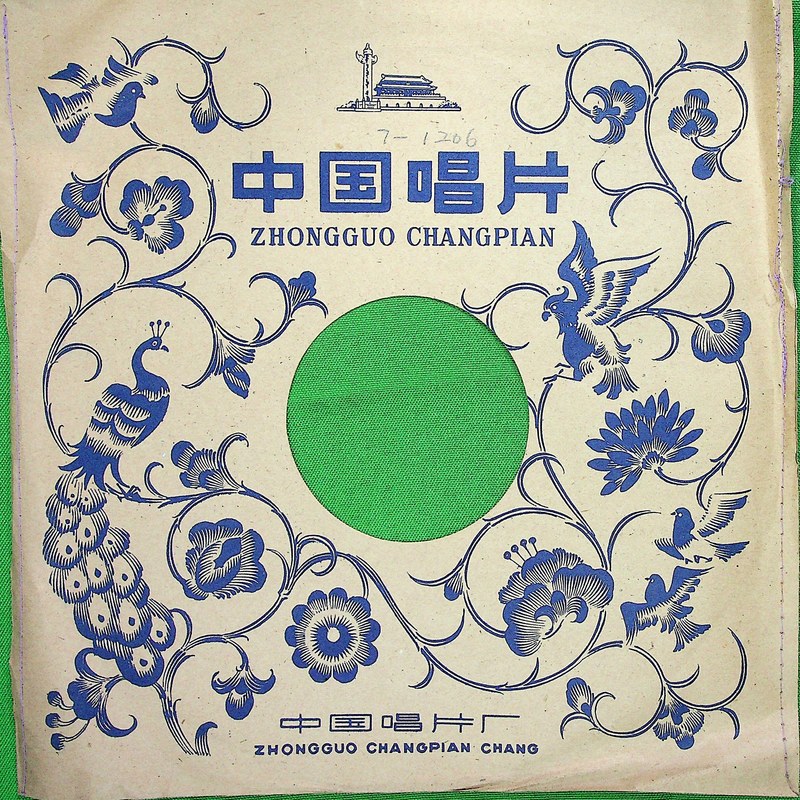 7-1206
中国唱片
ZHONGGUO CHANGPIAN
中国唱片厂
ZHONGGUO CHANGPIAN CHANG